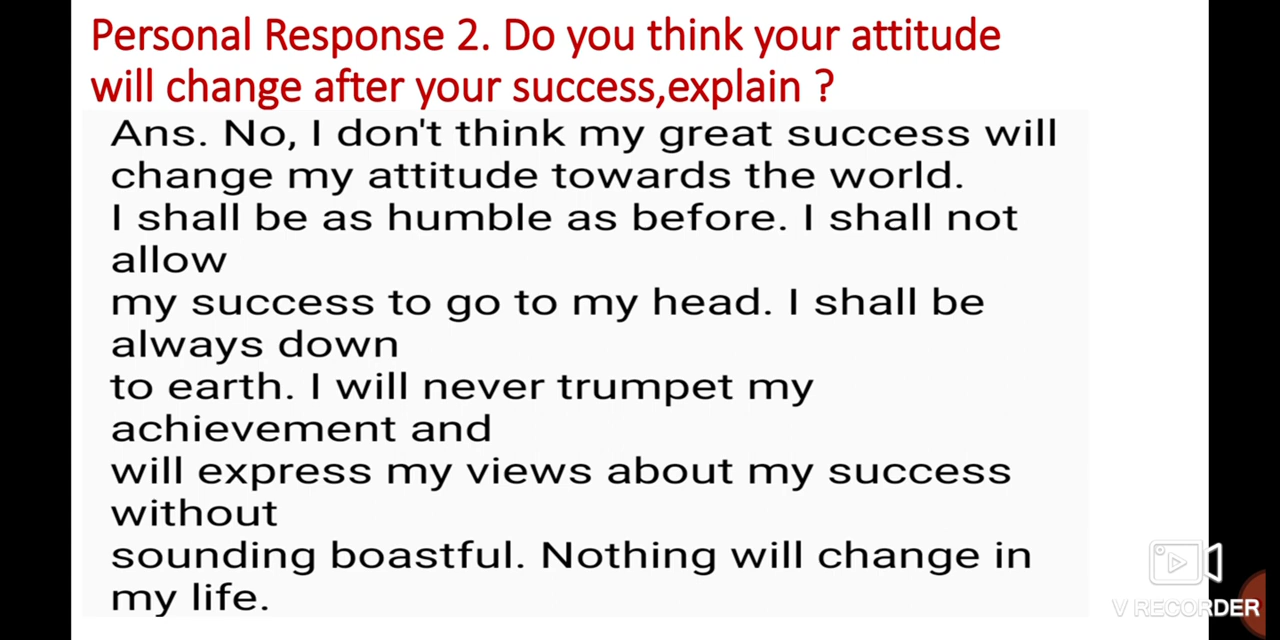 Personal Response 2. Do you think your attitude
will change after your success,explain ?
Ans. No, I don't think my great success will
change my attitude towards the world.
I shall be as humble as before. I shall not
allow
my success to go to my head. I shall be
always down
to earth. I will never trumpet my
achievement and
will express my views about my success
without
sounding boastful. Nothing will change in
my life.
V RECORDER